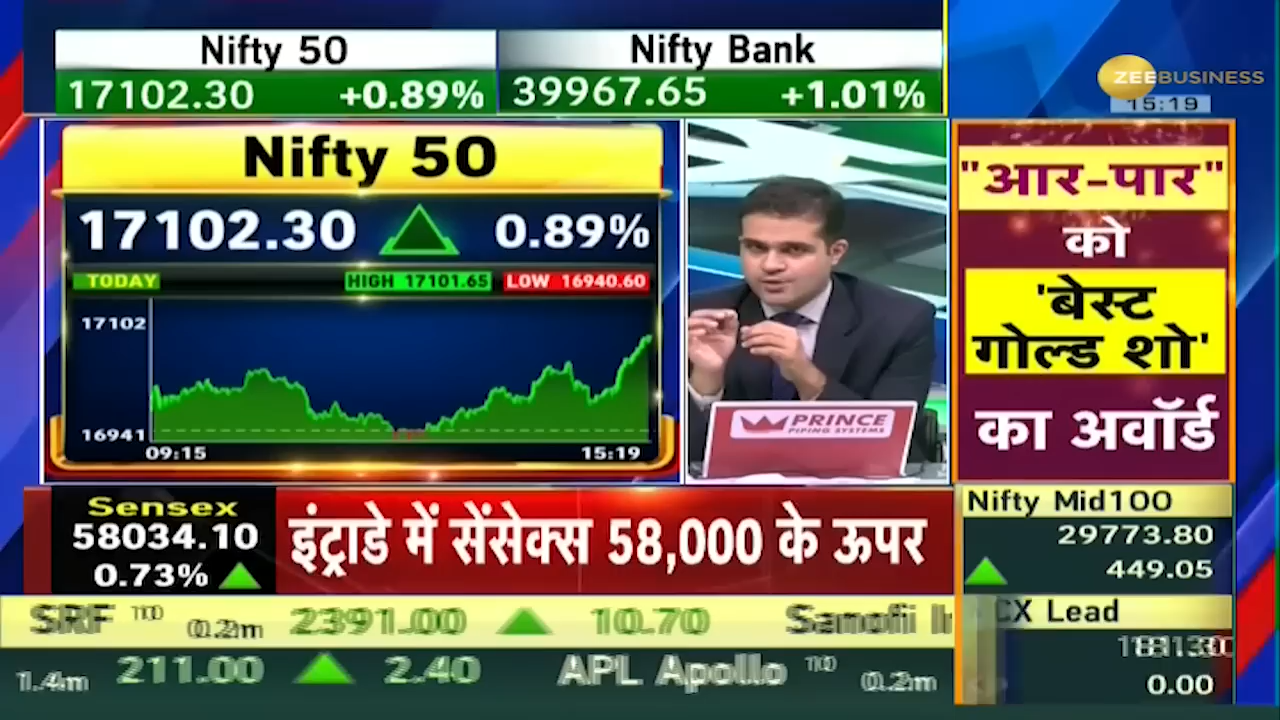 Nifty 50
17102.30 +0.89%
Nifty Bank
39967.65 +1.01%
ZEEBUSINESS
15:19
Nifty 50
17102.30 0.89%
TODAY HIGH 17101.65 LOW 16940.60
17102
16941
09:15 15:19
PRINCE
PIPING SYSTEMS
"आर-पार"
को
'बेस्ट
गोल्ड शो'
का अवॉर्ड
Sensex
58034.10
0.73%
इंट्राडे में सेंसेक्स 58,000 के ऊपर
Nifty Mid100
29773.80
449.05
CX Lead
0.00
SRF 0.2m 2391.00 10.70 Sanofi
1.4m 211.00 2.40 APL Apollo 0.2m